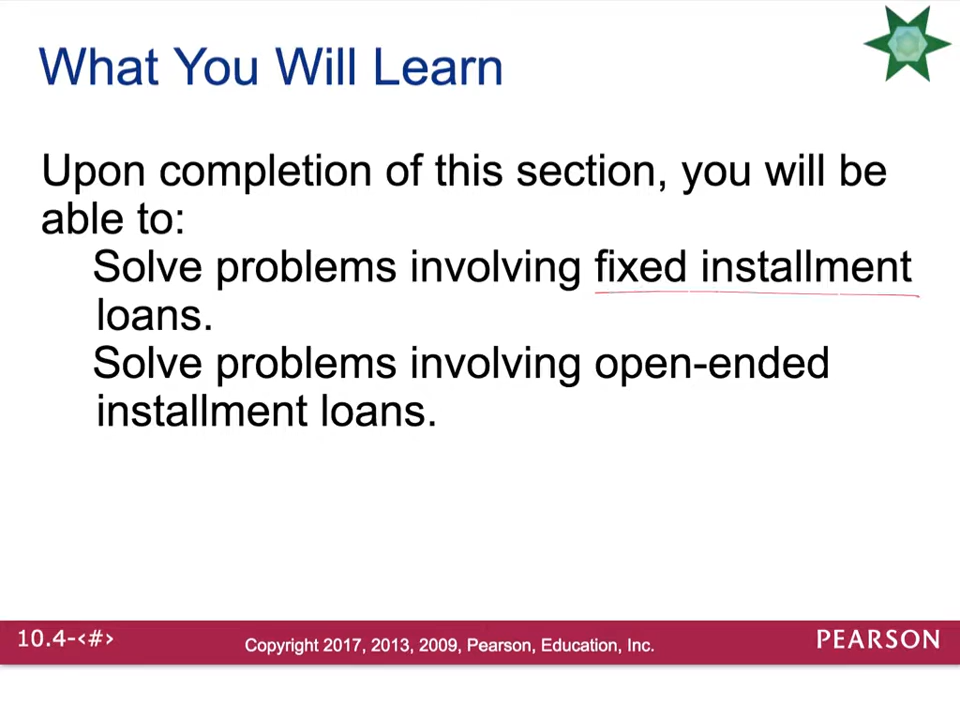 What You Will Learn
Upon completion of this section, you will be
able to:
Solve problems involving fixed installment
loans.
Solve problems involving open-ended
installment loans.
10.4-<#>
Copyright 2017, 2013, 2009, Pearson, Education, Inc.
PEARSON